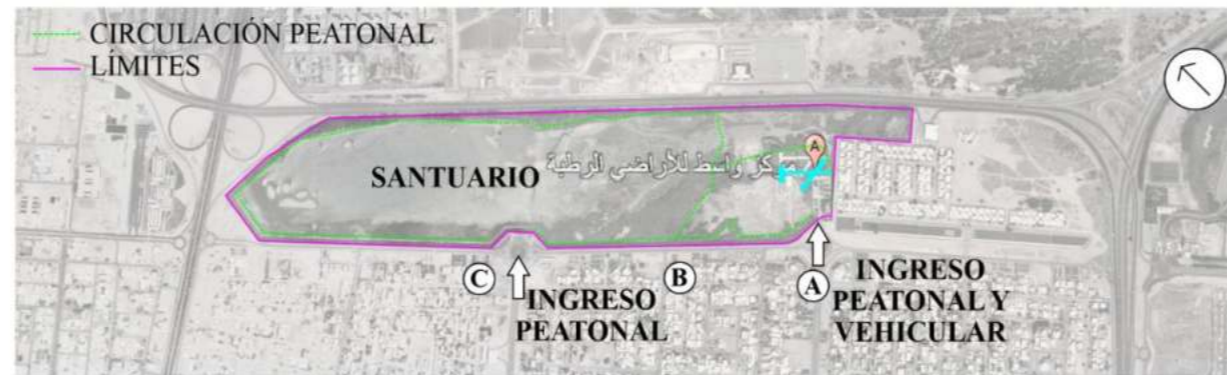 CIRCULACIÓN PEATONAL
LÍMITES
SANTUARIO
مركز واسط للأراضي الرطبة
A
C
INGRESO
PEATONAL
B
A
INGRESO
PEATONAL Y
VEHICULAR